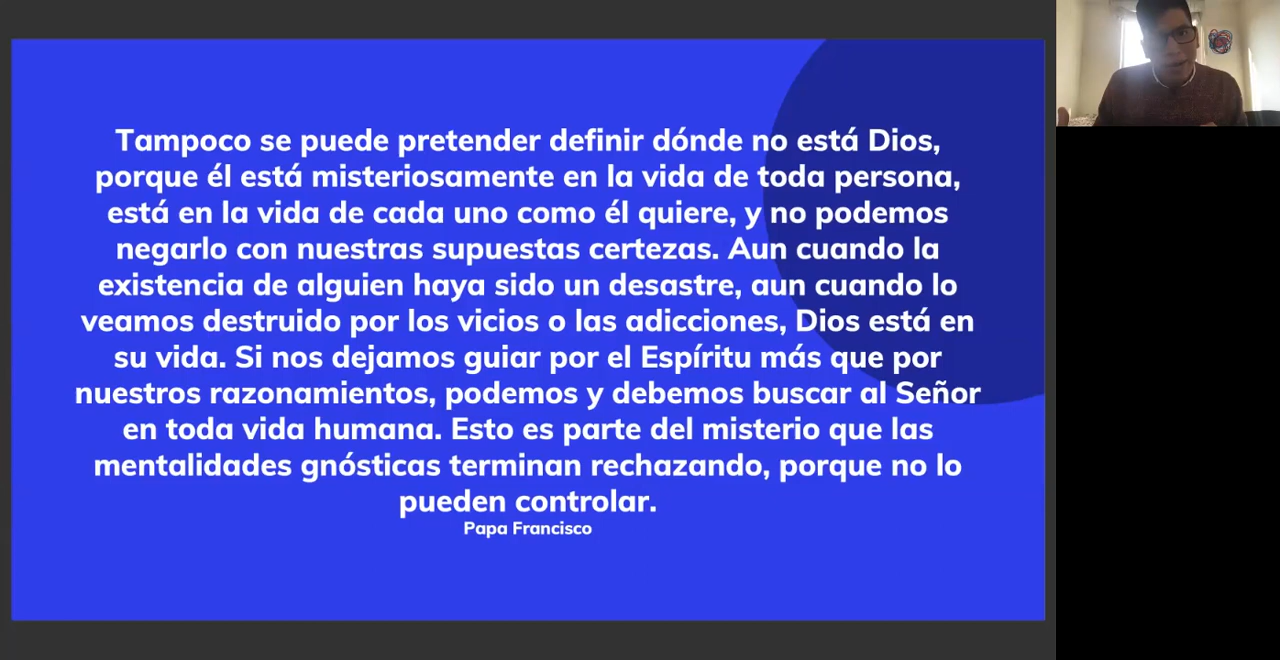 Tampoco se puede pretender definir dónde no está Dios,
porque él está misteriosamente en la vida de toda persona,
está en la vida de cada uno como él quiere, y no podemos
negarlo con nuestras supuestas certezas. Aun cuando la
existencia de alguien haya sido un desastre, aun cuando lo
veamos destruido por los vicios o las adicciones, Dios está en
su vida. Si nos dejamos guiar por el Espíritu más que por
nuestros razonamientos, podemos y debemos buscar al Señor
en toda vida humana. Esto es parte del misterio que las
mentalidades gnósticas terminan rechazando, porque no lo
pueden controlar.
Papa Francisco